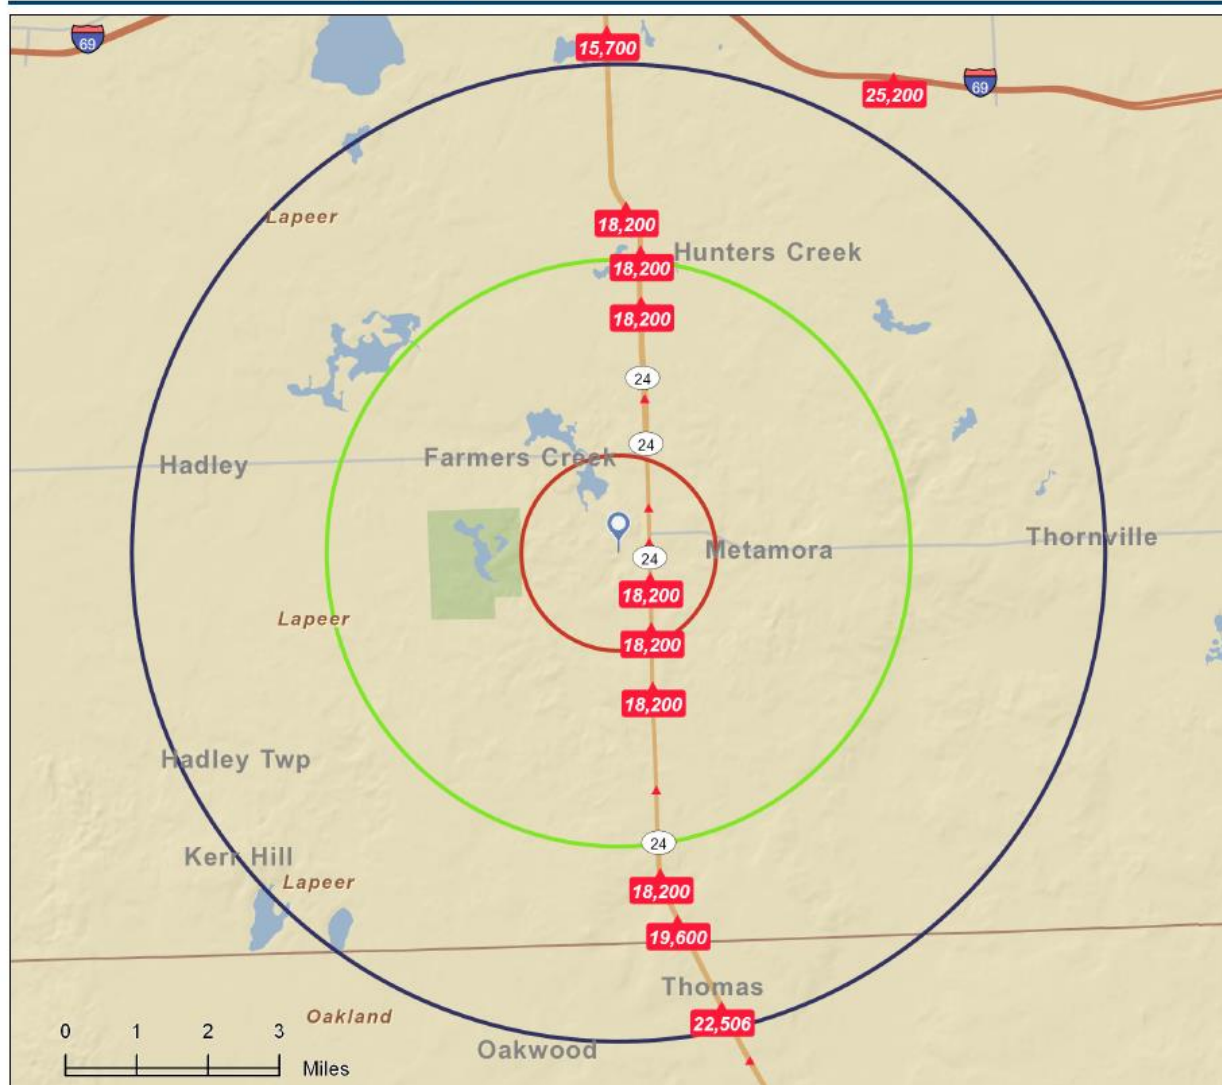 69
15,700
69
25,200
Lapeer
18,200
Hunters Creek
18,200
18,200
24
24
Farmers Creek
Hadley
Thornville
Metamora
24
18,200
Lapeer
18,200
18,200
Hadley Twp
24
Kerr Hill
Lapeer
18,200
19,600
Thomas
Oakland
22,506
0 1 2 3
Oakwood
Miles